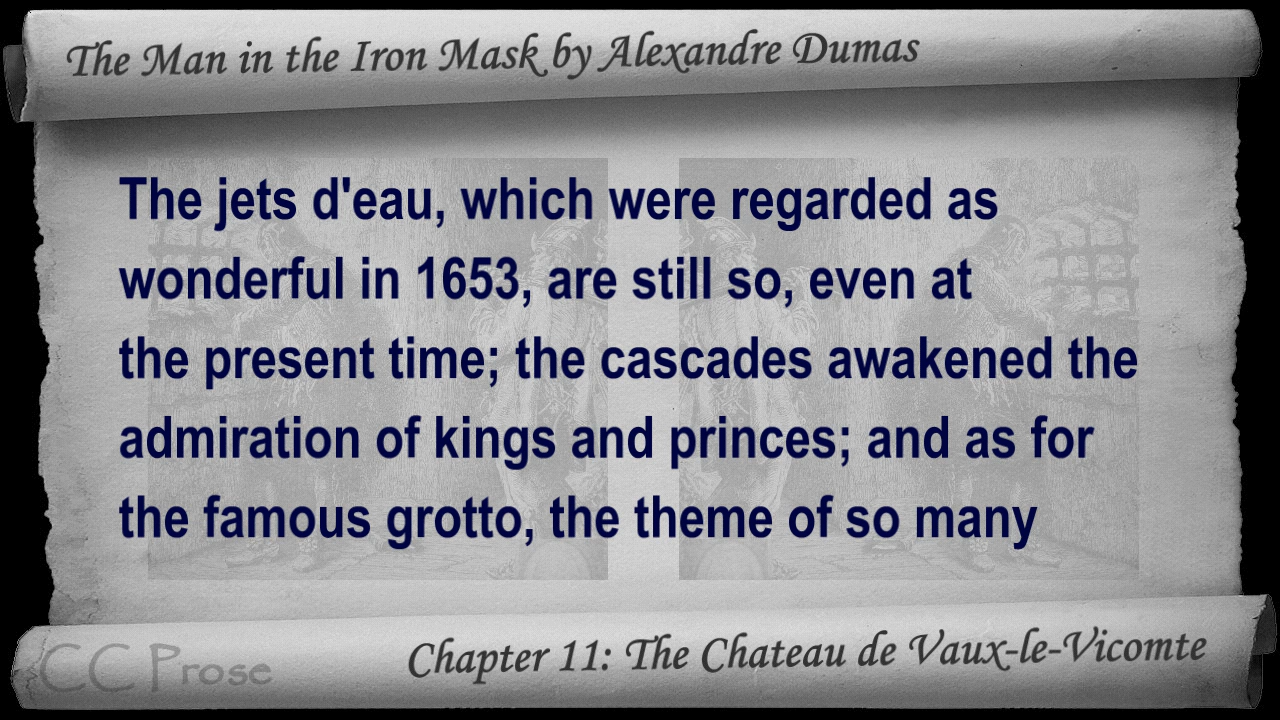 The Man in the Iron Mask by Alexandre Dumas
The jets d'eau, which were regarded as
wonderful in 1653, are still so, even at
the present time; the cascades awakened the
admiration of kings and princes; and as for
the famous grotto, the theme of so many
CC Prose
Chapter 11: The Chateau de Vaux-le-Vicomte